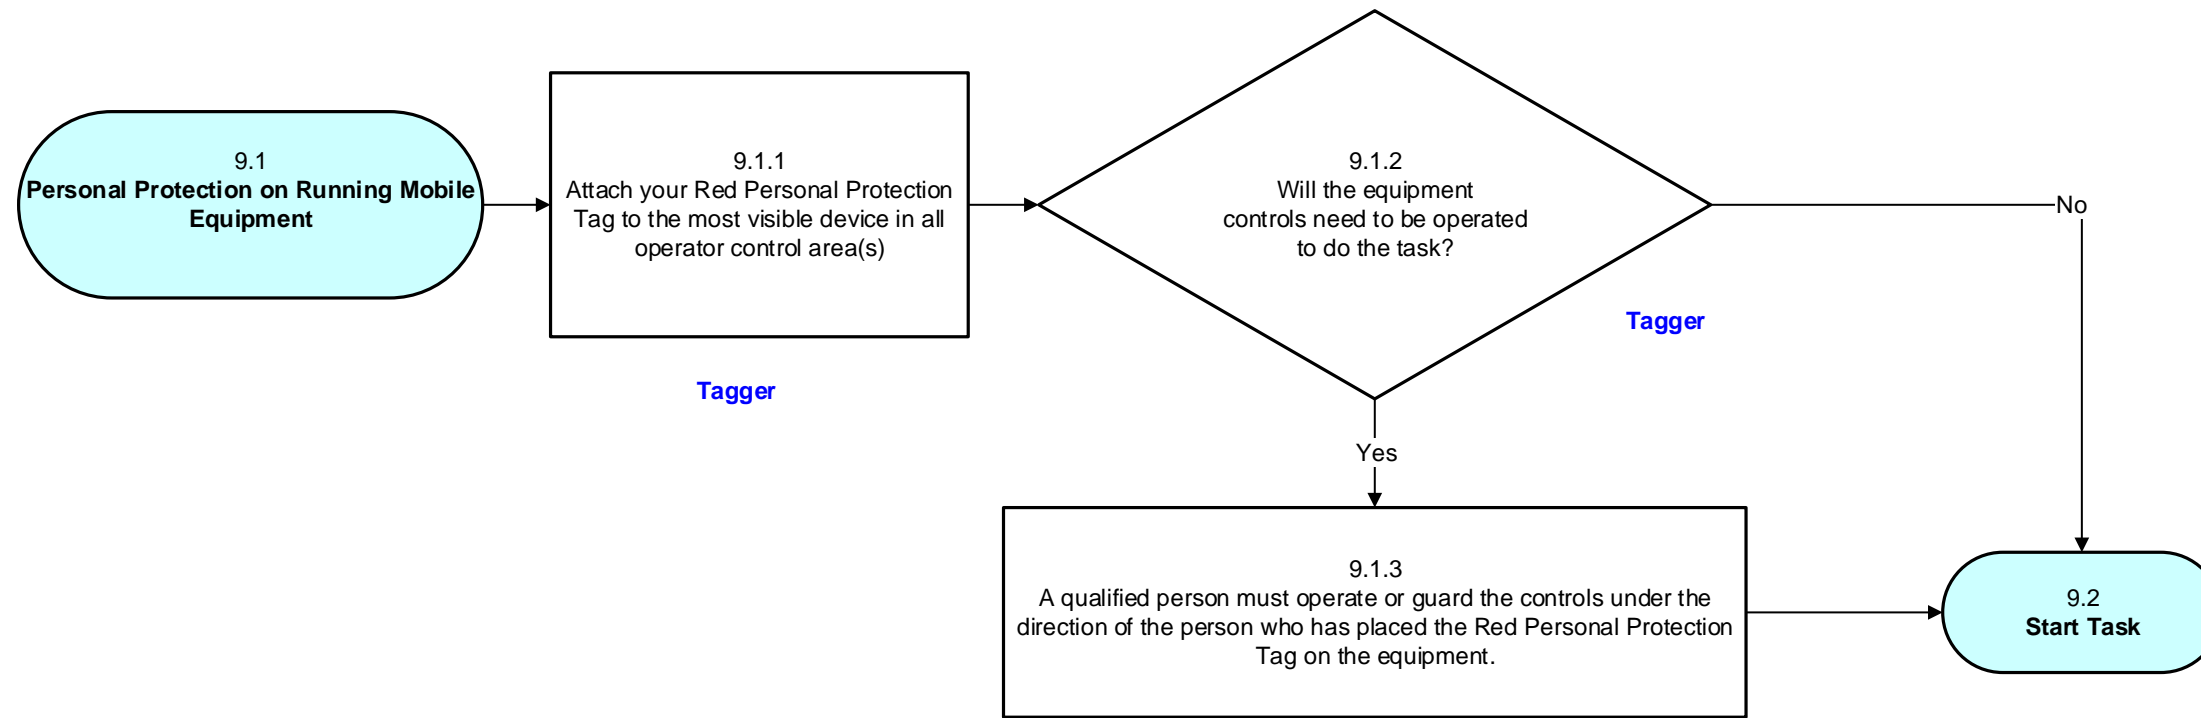 9.1
Personal Protection on Running Mobile
Equipment
9.1.1
Attach your Red Personal Protection
Tag to the most visible device in all
operator control area(s)
Tagger
9.1.2
Will the equipment
controls need to be operated
to do the task?
Tagger
No
Yes
9.1.3
A qualified person must operate or guard the controls under the
direction of the person who has placed the Red Personal Protection
Tag on the equipment.
9.2
Start Task